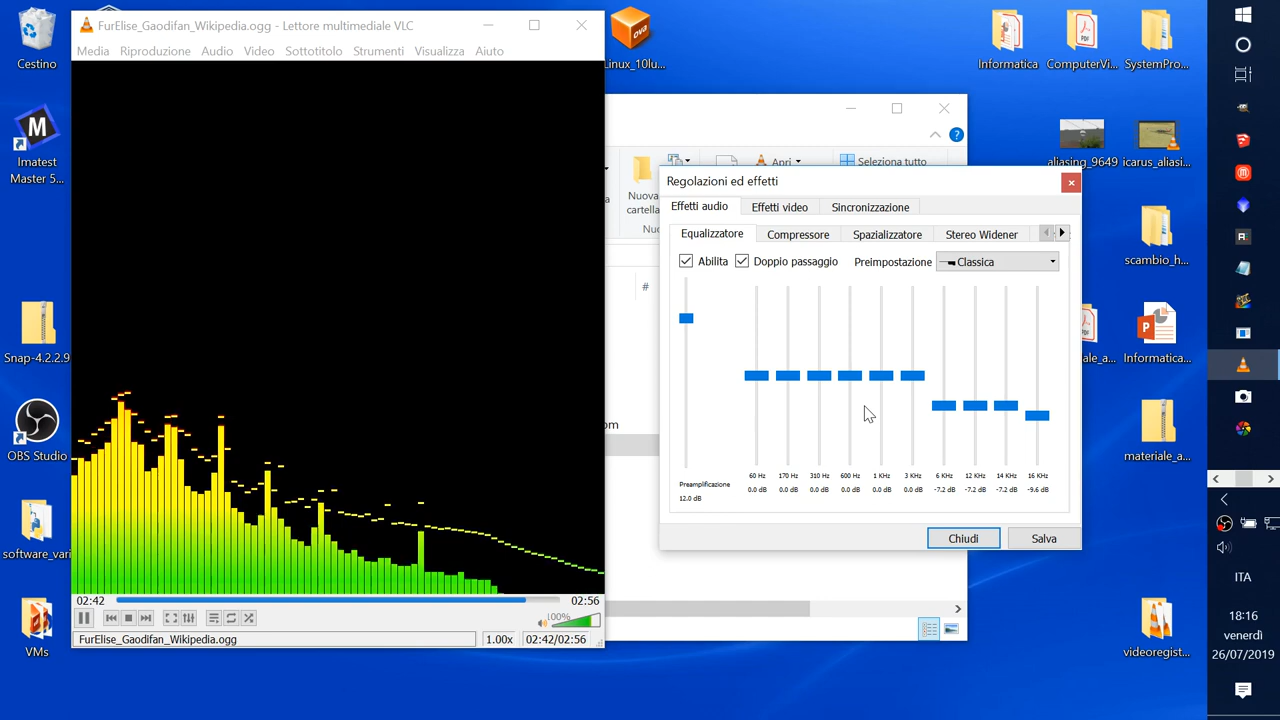 FurElise_Gaodifan_Wikipedia.ogg - Lettore multimediale VLC
Media Riproduzione Audio Video Sottotitolo Strumenti Visualizza Aiuto
Cestino
M
Imatest
Master 5...
Snap-4.2.2.9
OBS Studio
software_vari
VMs
ova
Linux_10lu...
Informatica
ComputerVi...
SystemPro...
aliasing_9649
icarus_aliasi...
scambio_h...
Informatica...
materiale_a...
videoregist...
Nuova
cartella
Apri
Seleziona tutto
#
Regolazioni ed effetti
Effetti audio Effetti video Sincronizzazione
Equalizzatore Compressore Spazializzatore Stereo Widener
Abilita Doppio passaggio Preimpostazione Classica
60 Hz 170 Hz 310 Hz 600 Hz 1 KHz 3 KHz 6 KHz 12 KHz 14 KHz 16 KHz
Preamplificazione 0.0 dB 0.0 dB 0.0 dB 0.0 dB 0.0 dB 0.0 dB -7.2 dB -7.2 dB -7.2 dB -9.6 dB
12.0 dB
Chiudi Salva
02:42 02:56
100%
FurElise_Gaodifan_Wikipedia.ogg 1.00x 02:42/02:56
ITA
18:16
venerdì
26/07/2019